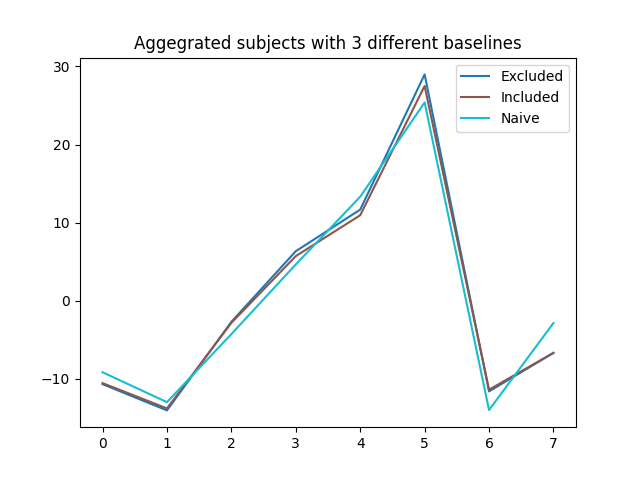 Aggegrated subjects with 3 different baselines
30
20
10
0
−10
0 1 2 3 4 5 6 7
Excluded
Included
Naive